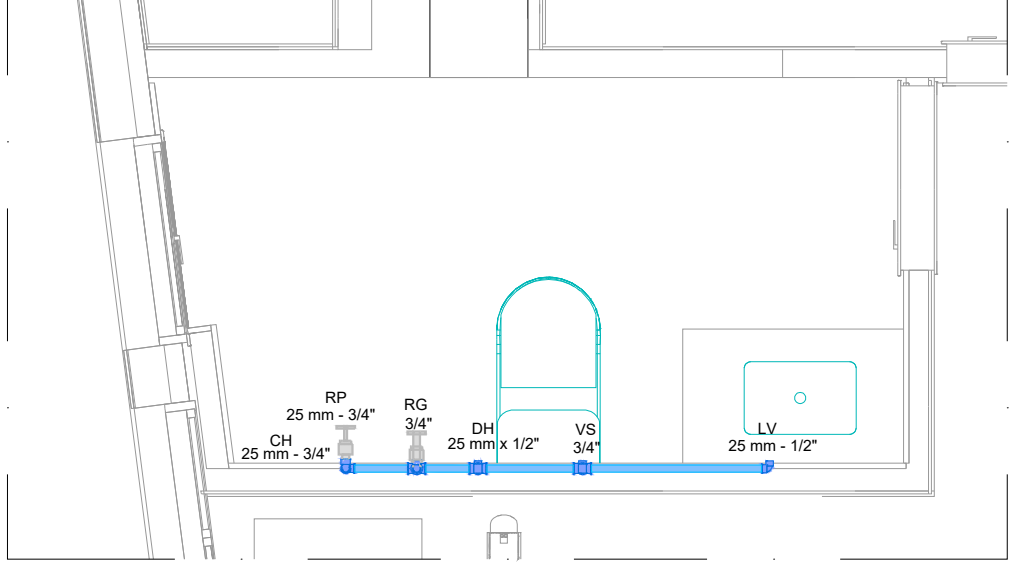 RP
25 mm - 3/4"
RG
3/4"
CH
25 mm - 3/4"
DH
25 mm x 1/2"
VS
3/4"
LV
25 mm - 1/2"